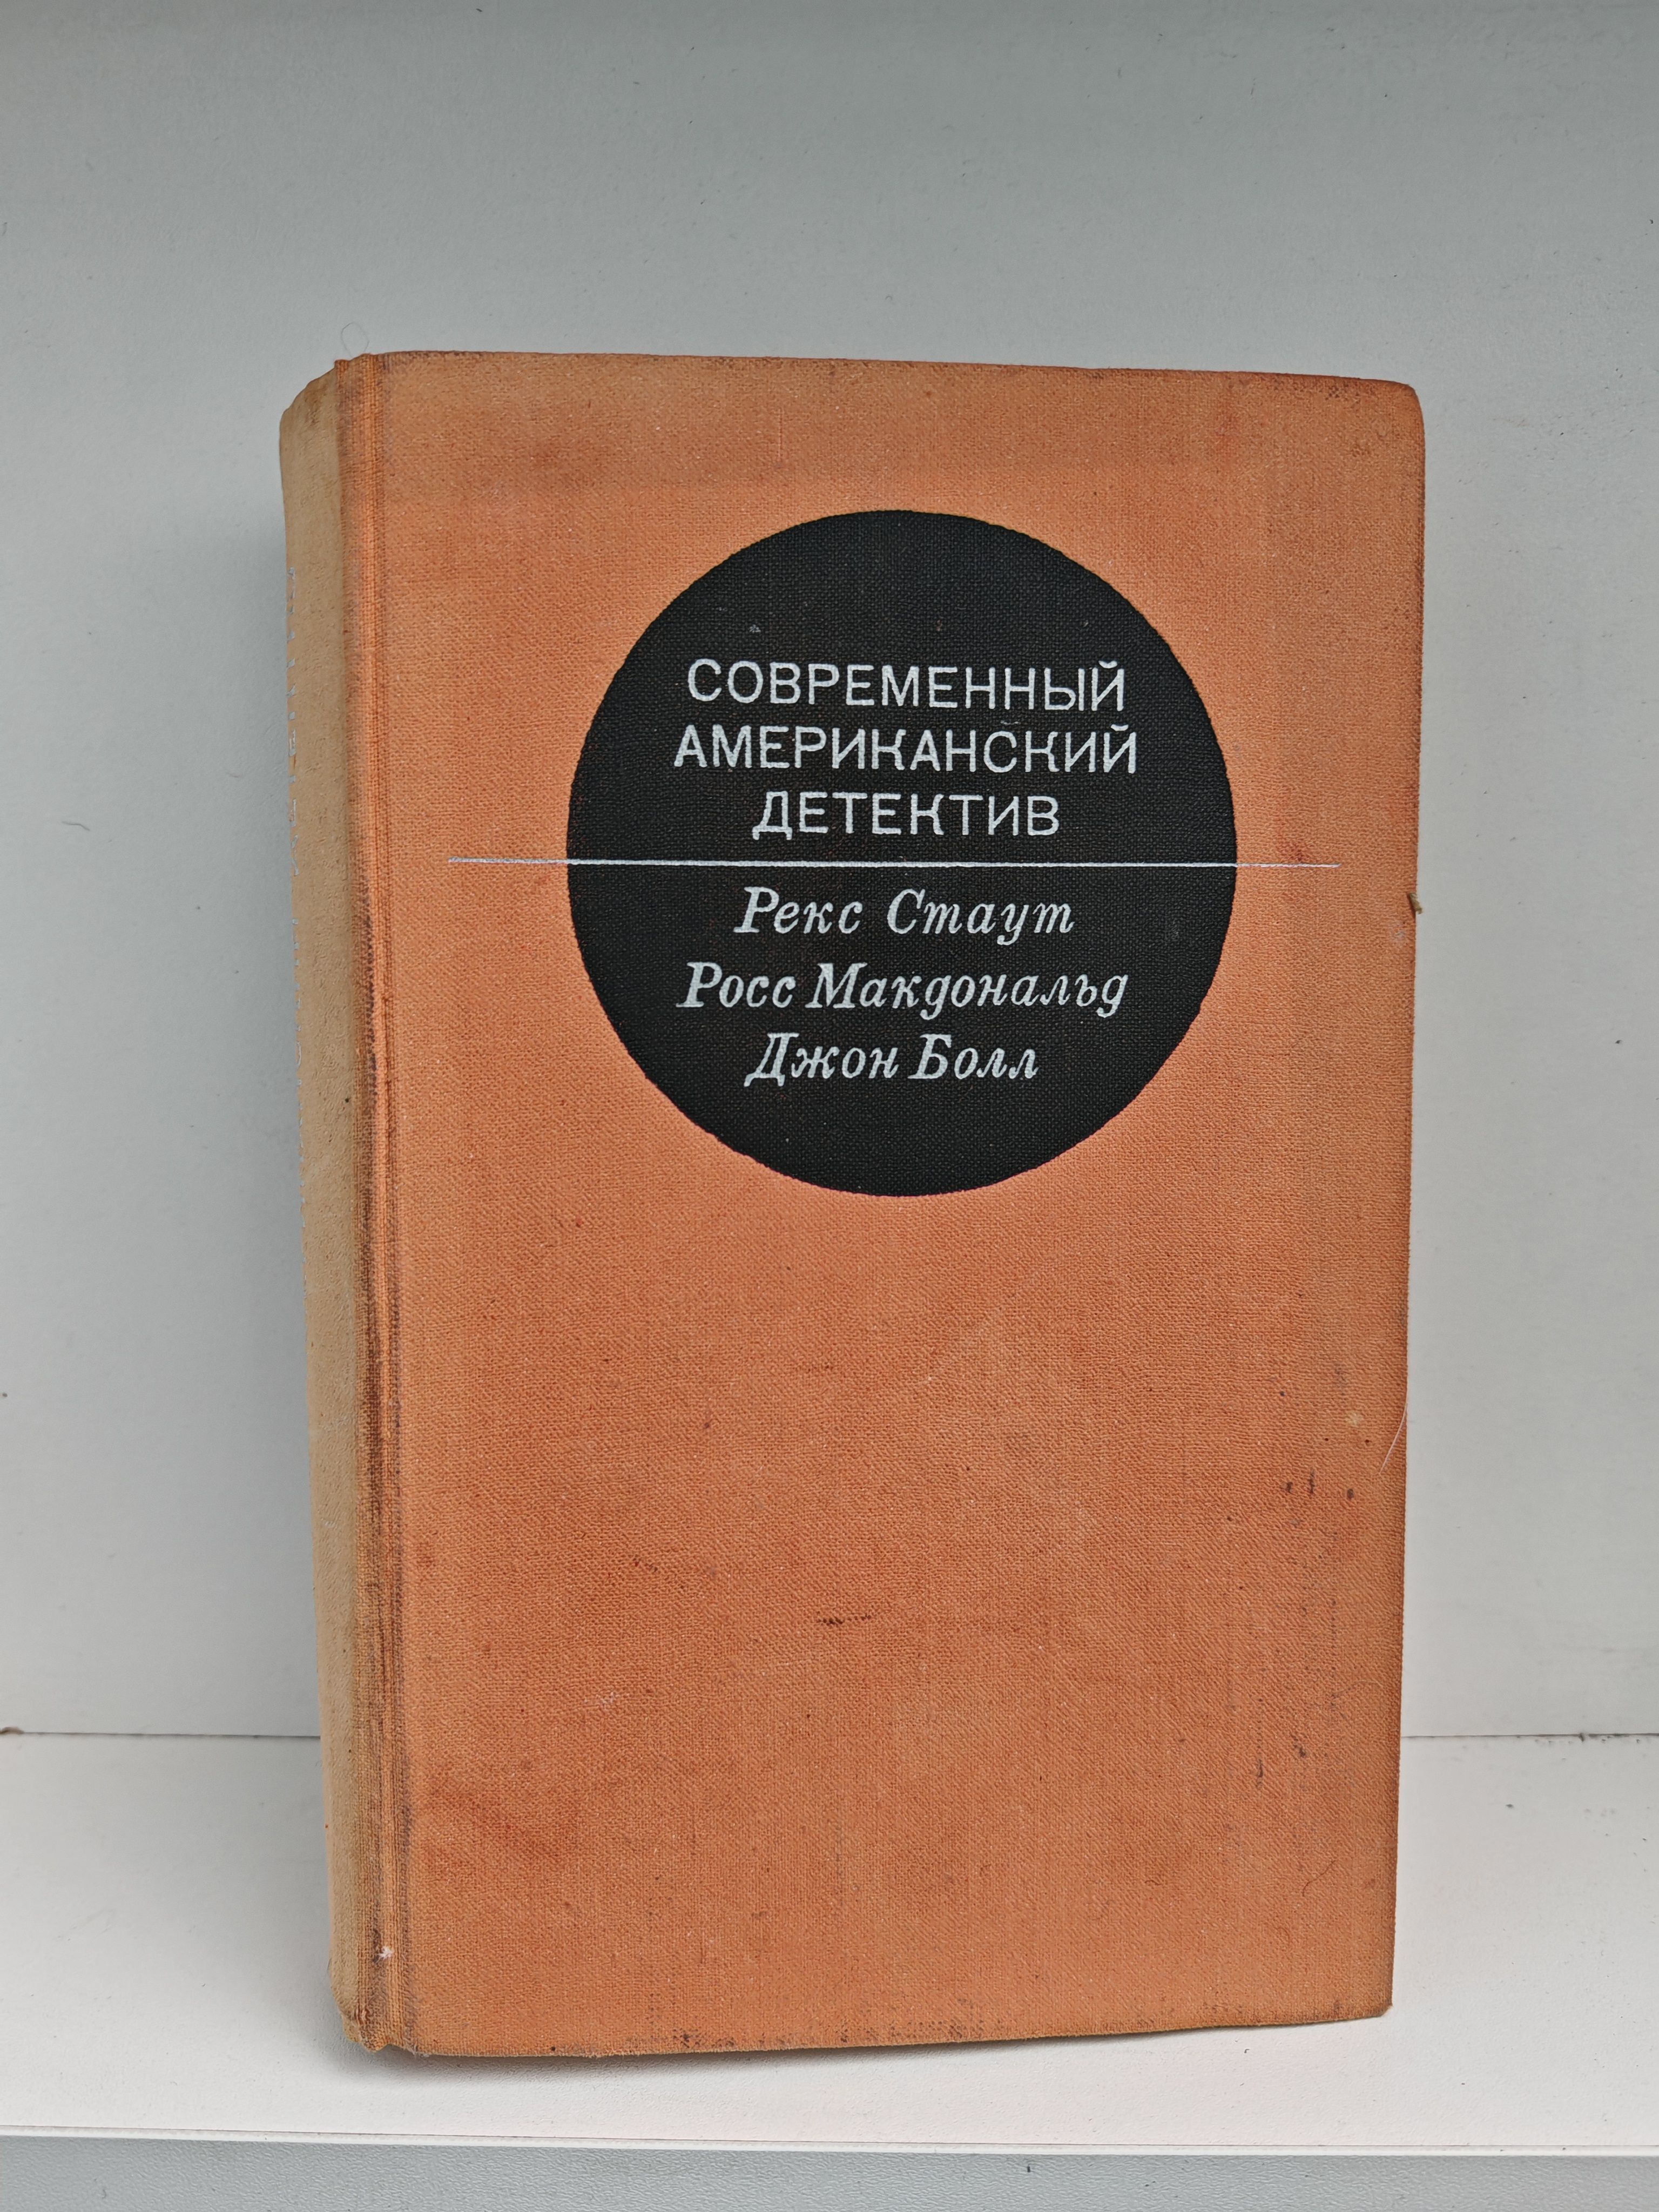 СОВРЕМЕННЫЙ
АМЕРИКАНСКИЙ
ДЕТЕКТИВ
Рекс Стаут
Росс Макдональд
Джон Болл